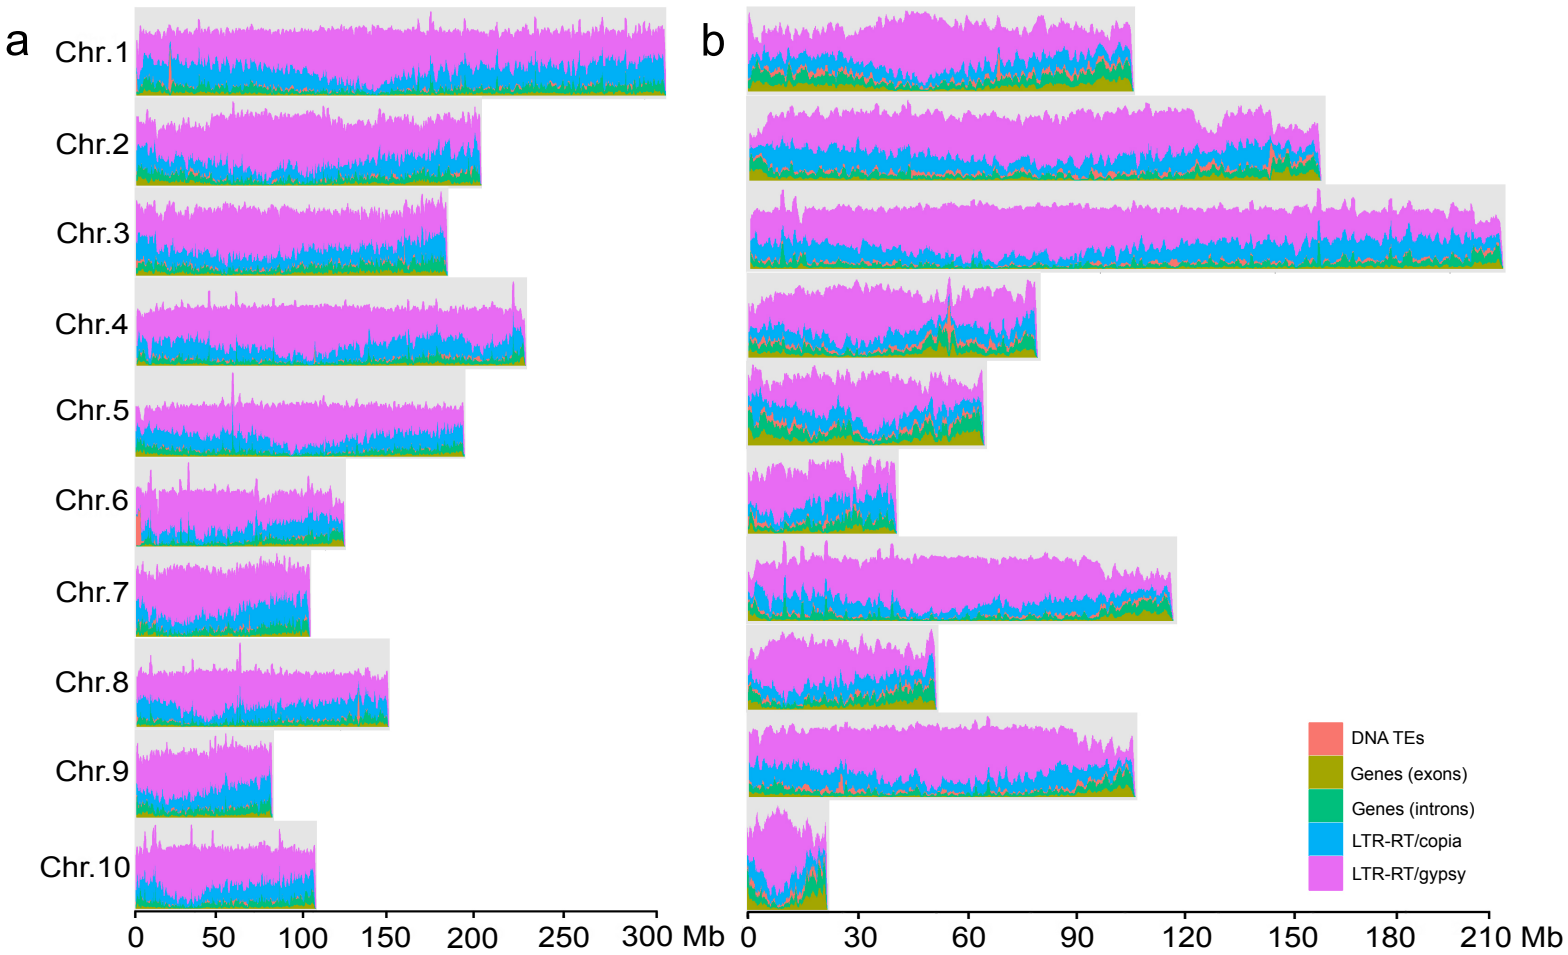 a
b
Chr.1
Chr.2
Chr.3
Chr.4
Chr.5
Chr.6
Chr.7
Chr.8
Chr.9
Chr.10
DNA TEs
Genes (exons)
Genes (introns)
LTR-RT/copia
LTR-RT/gypsy
0 50 100 150 200 250 300 Mb
0 30 60 90 120 150 180 210 Mb